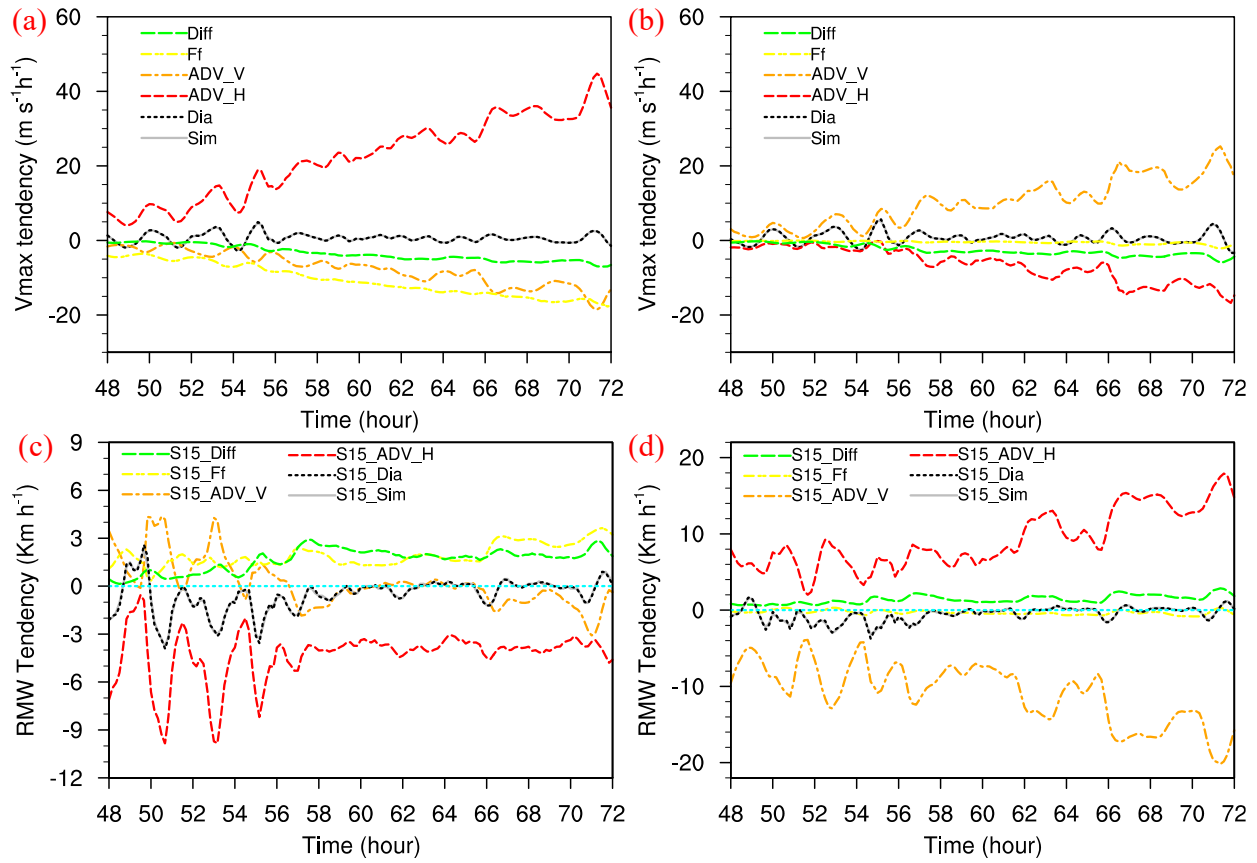 (a)
60
40
20
0
-20
Vmax tendency (m s⁻¹h⁻¹)
Diff
Ff
ADV_V
ADV_H
Dia
Sim
48 50 52 54 56 58 60 62 64 66 68 70 72
Time (hour)
(b)
60
40
20
0
-20
Vmax tendency (m s⁻¹h⁻¹)
Diff
Ff
ADV_V
ADV_H
Dia
Sim
48 50 52 54 56 58 60 62 64 66 68 70 72
Time (hour)
(c)
9
6
3
0
-3
-6
-9
-12
RMW Tendency (Km h⁻¹)
S15_Diff S15_ADV_H
S15_Ff S15_Dia
S15_ADV_V S15_Sim
48 50 52 54 56 58 60 62 64 66 68 70 72
Time (hour)
(d)
20
10
0
-10
-20
RMW Tendency (Km h⁻¹)
S15_Diff S15_ADV_H
S15_Ff S15_Dia
S15_ADV_V S15_Sim
48 50 52 54 56 58 60 62 64 66 68 70 72
Time (hour)